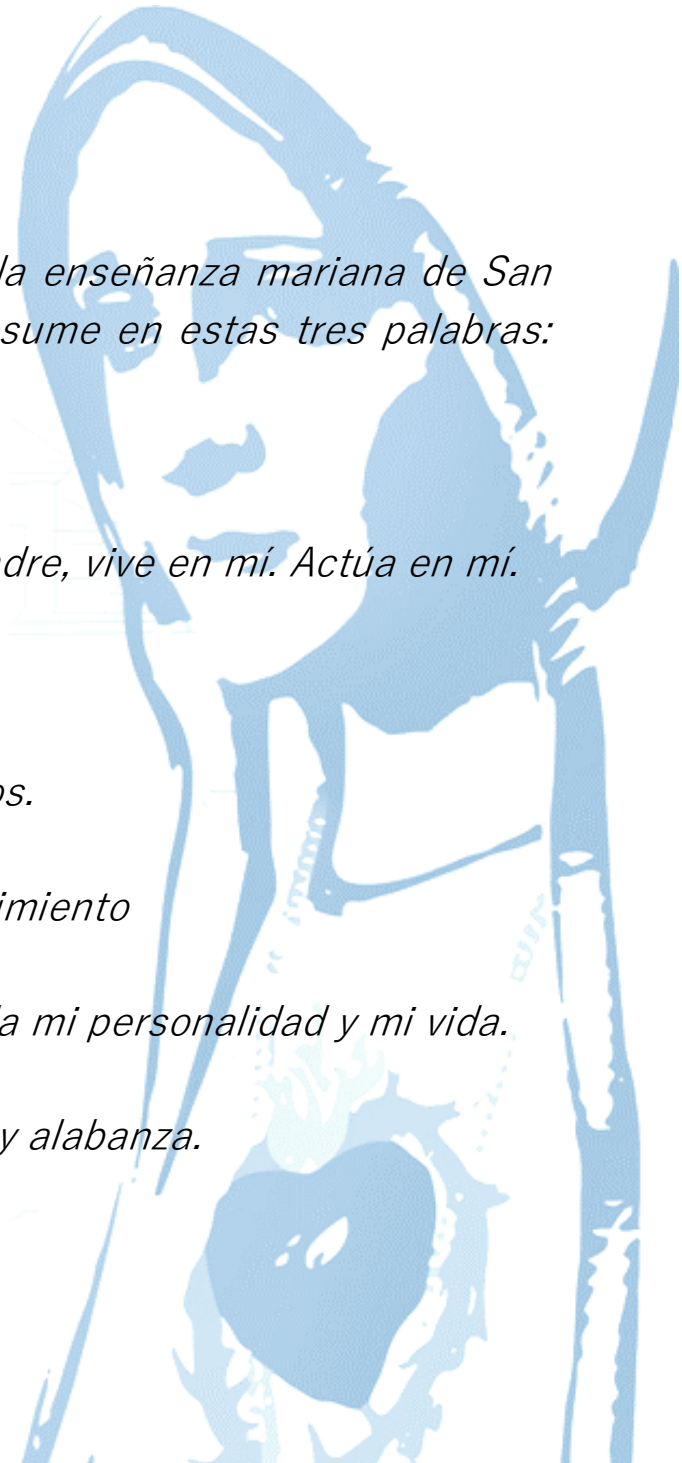 la enseñanza mariana de San
sume en estas tres palabras:
dre, vive en mí. Actúa en mí.
os.
imiento
la mi personalidad y mi vida.
y alabanza.